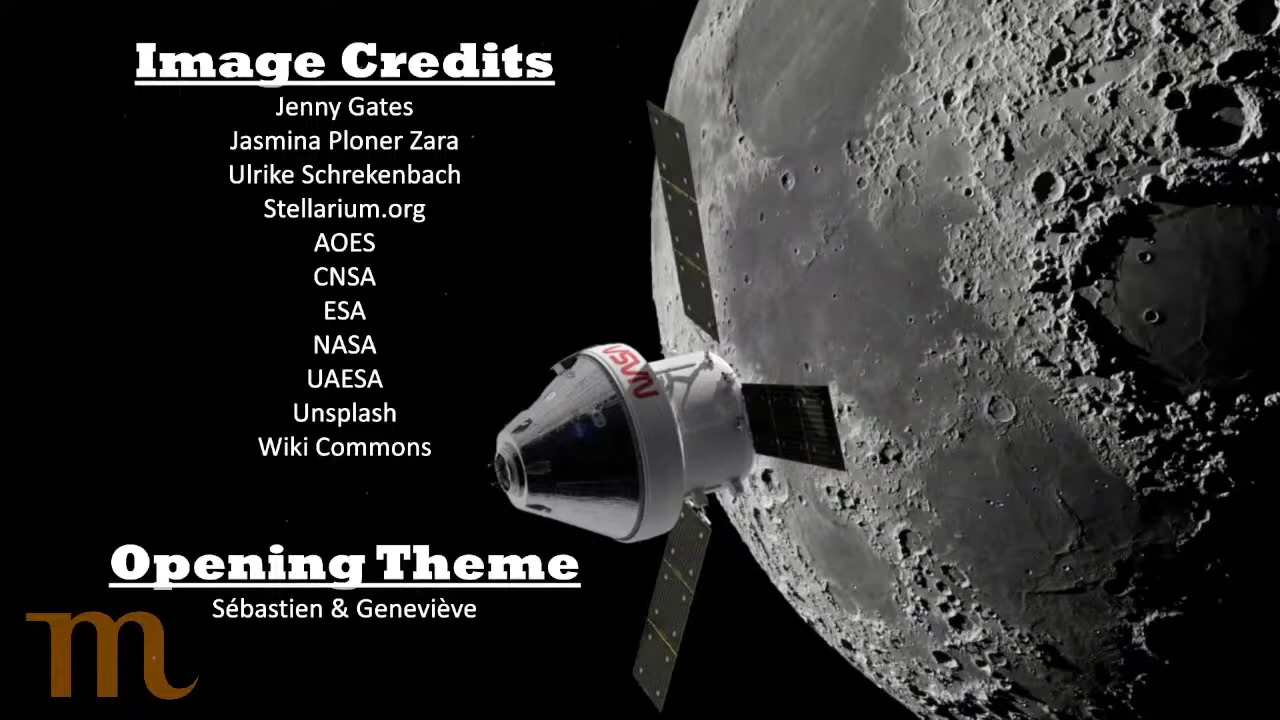 Image Credits
Jenny Gates
Jasmina Ploner Zara
Ulrike Schrekenbach
Stellarium.org
AOES
CNSA
ESA
NASA
UAESA
Unsplash
Wiki Commons
NASA
Opening Theme
Sébastien & Geneviève
m